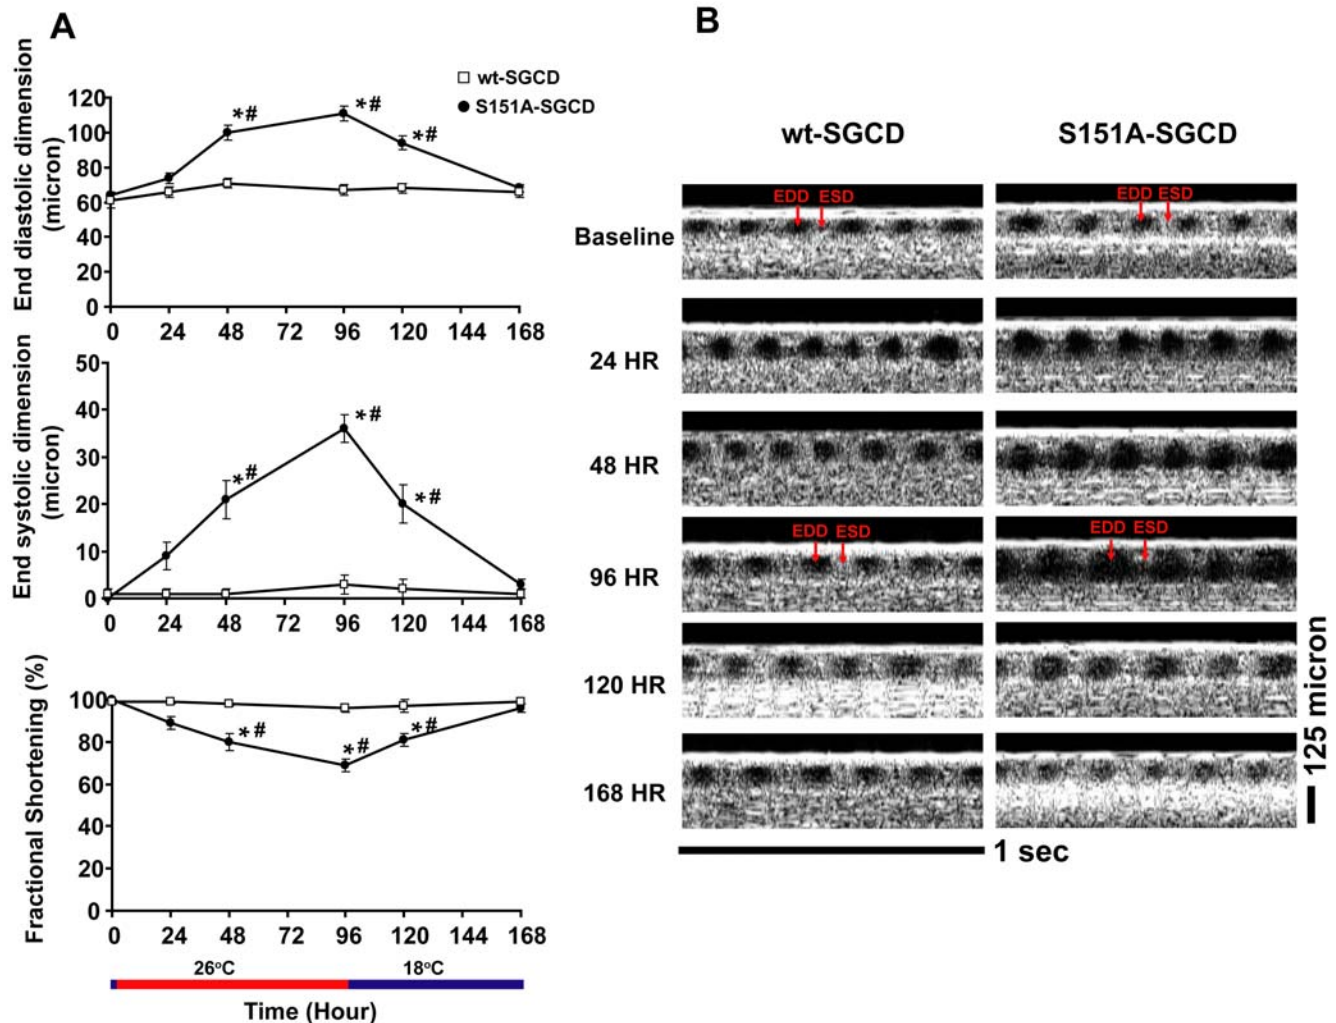 A
B
wt-SGCD
S151A-SGCD
End diastolic dimension
(micron)
120
100
80
60
40
20
0
*#
*#
*#
0 24 48 72 96 120 144 168
End systolic dimension
(micron)
50
40
30
20
10
0
*#
*#
*#
0 24 48 72 96 120 144 168
Fractional Shortening (%)
100
80
60
40
20
0
*#
*#
*#
0 24 48 72 96 120 144 168
26°C 18°C
Time (Hour)
wt-SGCD S151A-SGCD
Baseline
EDD ESD
EDD ESD
24 HR
48 HR
96 HR
EDD ESD
EDD ESD
120 HR
168 HR
125 micron
1 sec